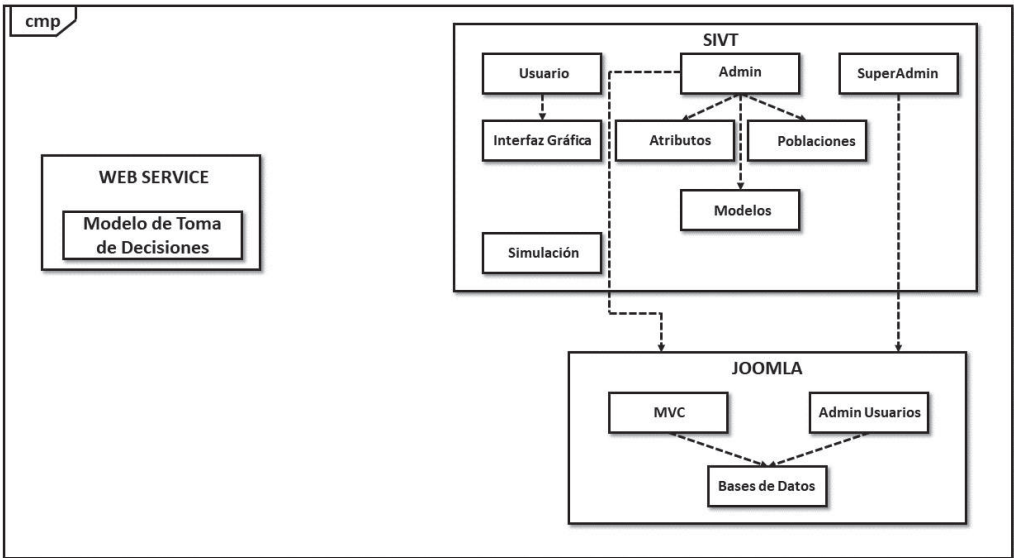 cmp
SIVT
Usuario
Admin
SuperAdmin
Interfaz Gráfica
Atributos
Poblaciones
Modelos
Simulación
WEB SERVICE
Modelo de Toma
de Decisiones
JOOMLA
MVC
Admin Usuarios
Bases de Datos